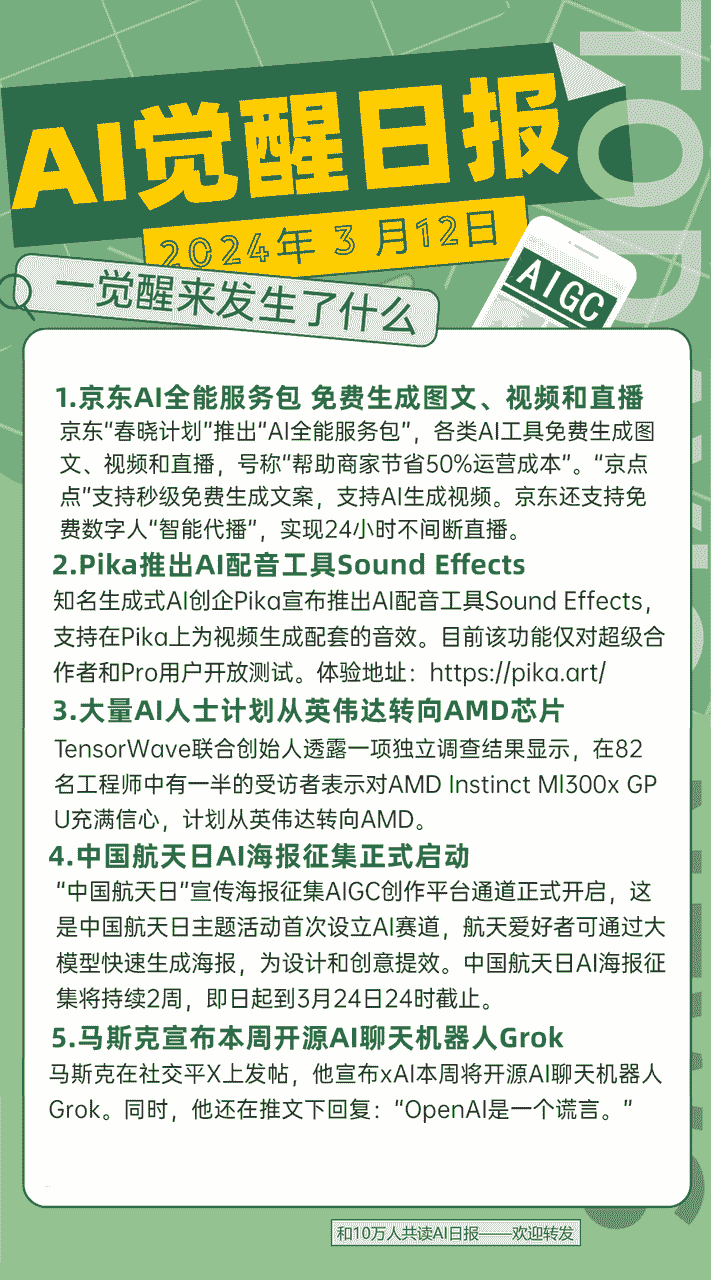 AI觉醒日报
2024年 3 月12日
一觉醒来发生了什么
AIGC
1.京东AI全能服务包 免费生成图文、视频和直播
京东“春晓计划”推出“AI全能服务包”，各类AI工具免费生成图
文、视频和直播，号称“帮助商家节省50%运营成本”。“京点
点”支持秒级免费生成文案，支持AI生成视频。京东还支持免
费数字人“智能代播”，实现24小时不间断直播。
2.Pika推出AI配音工具Sound Effects
知名生成式AI创企Pika宣布推出AI配音工具Sound Effects，
支持在Pika上为视频生成配套的音效。目前该功能仅对超级合
作者和Pro用户开放测试。体验地址：https://pika.art/
3.大量AI人士计划从英伟达转向AMD芯片
TensorWave联合创始人透露一项独立调查结果显示，在82
名工程师中有一半的受访者表示对AMD Instinct Ml300x GP
U充满信心，计划从英伟达转向AMD。
4.中国航天日AI海报征集正式启动
“中国航天日”宣传海报征集AIGC创作平台通道正式开启，这
是中国航天日主题活动首次设立AI赛道，航天爱好者可通过大
模型快速生成海报，为设计和创意提效。中国航天日AI海报征
集将持续2周，即日起到3月24日24时截止。
5.马斯克宣布本周开源AI聊天机器人Grok
马斯克在社交平X上发帖，他宣布xAI本周将开源AI聊天机器人
Grok。同时，他还在推文下回复：“OpenAI是一个谎言。”
和10万人共读AI日报——欢迎转发